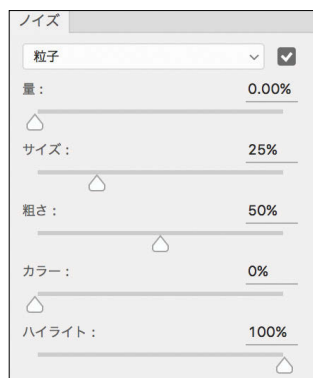 ノイズ
粒子
量： 0.00%
サイズ： 25%
粗さ： 50%
カラー： 0%
ハイライト： 100%